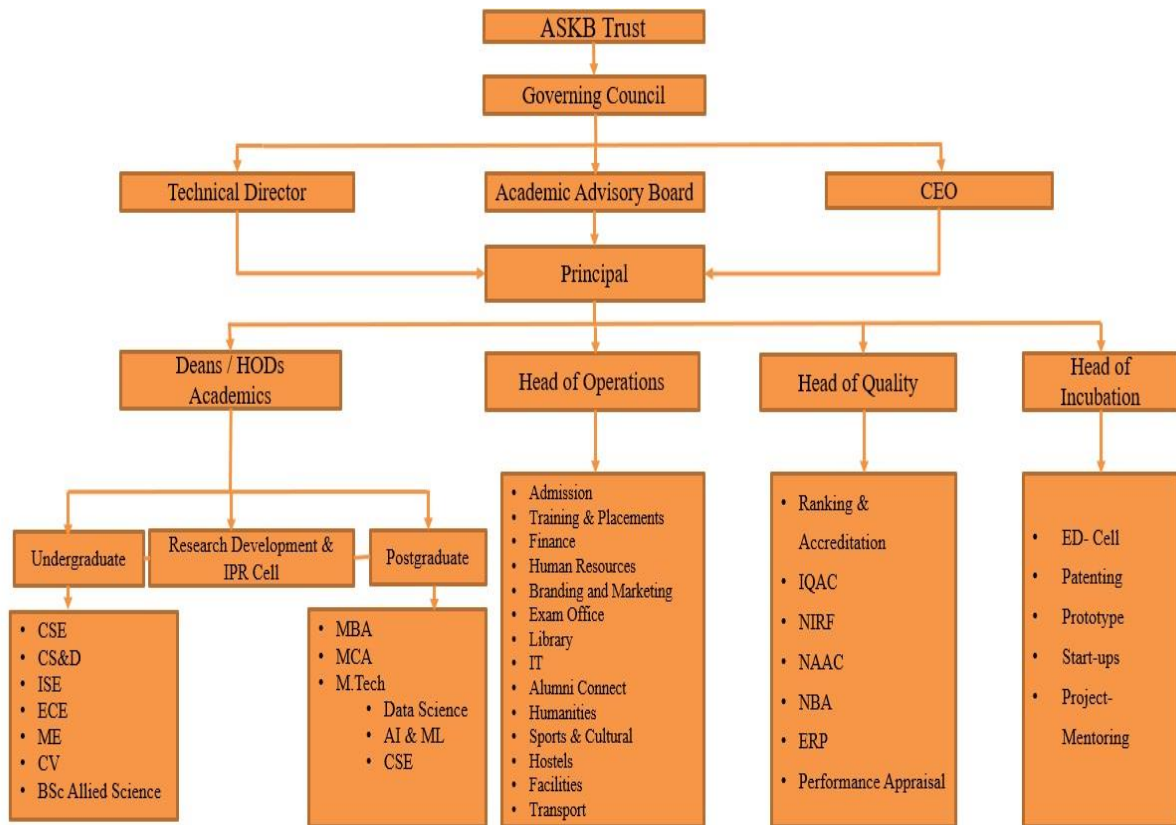 ASKB Trust
Governing Council
Technical Director
Academic Advisory Board
CEO
Principal
Deans / HODs
Academics
Head of Operations
Head of Quality
Head of
Incubation
Undergraduate
Research Development &
IPR Cell
Postgraduate
• CSE
• CS&D
• ISE
• ECE
• ME
• CV
• BSc Allied Science
• MBA
• MCA
• M.Tech
• Data Science
• AI & ML
• CSE
• Admission
• Training & Placements
• Finance
• Human Resources
• Branding and Marketing
• Exam Office
• Library
• IT
• Alumni Connect
• Humanities
• Sports & Cultural
• Hostels
• Facilities
• Transport
• Ranking &
Accreditation
• IQAC
• NIRF
• NAAC
• NBA
• ERP
• Performance Appraisal
• ED- Cell
• Patenting
• Prototype
• Start-ups
• Project-
Mentoring